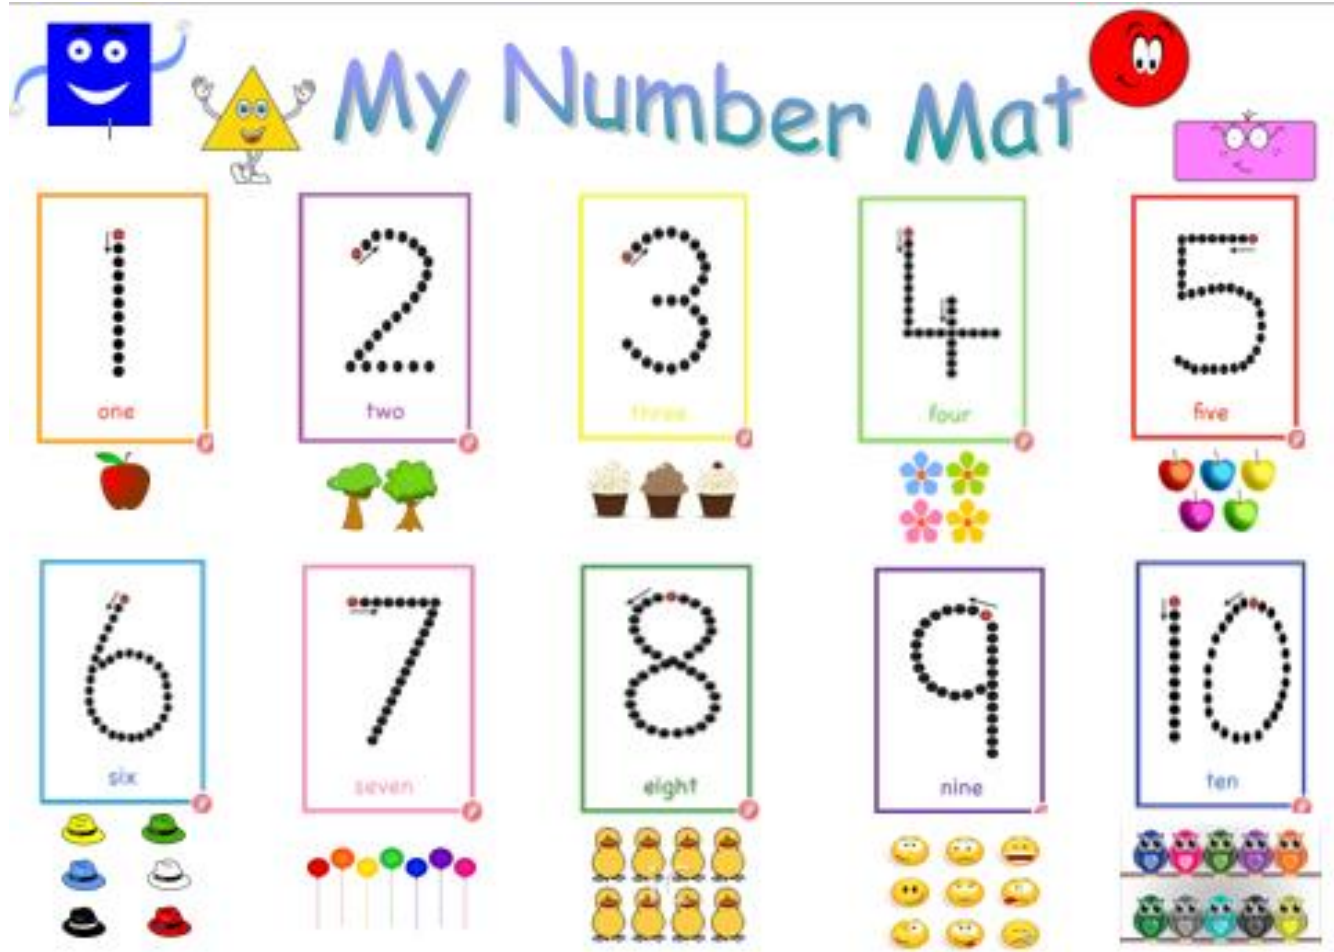 My Number Mat
1 2 3 4 5
one two three four five
6 7 8 9 10
six seven eight nine ten